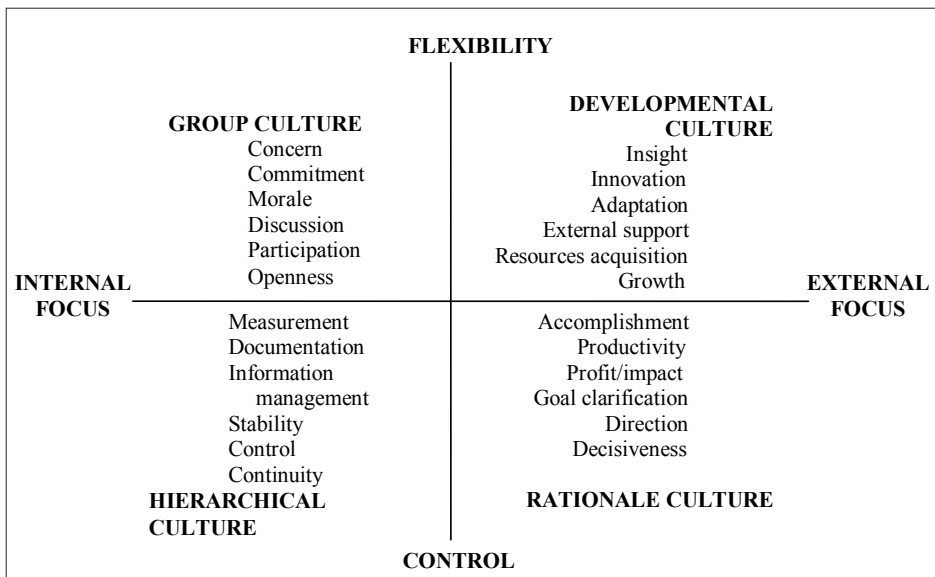 FLEXIBILITY
GROUP CULTURE
Concern
Commitment
Morale
Discussion
Participation
Openness
DEVELOPMENTAL
CULTURE
Insight
Innovation
Adaptation
External support
Resources acquisition
Growth
INTERNAL
FOCUS
EXTERNAL
FOCUS
Measurement
Documentation
Information
management
Stability
Control
Continuity
HIERARCHICAL
CULTURE
Accomplishment
Productivity
Profit/impact
Goal clarification
Direction
Decisiveness
RATIONALE CULTURE
CONTROL